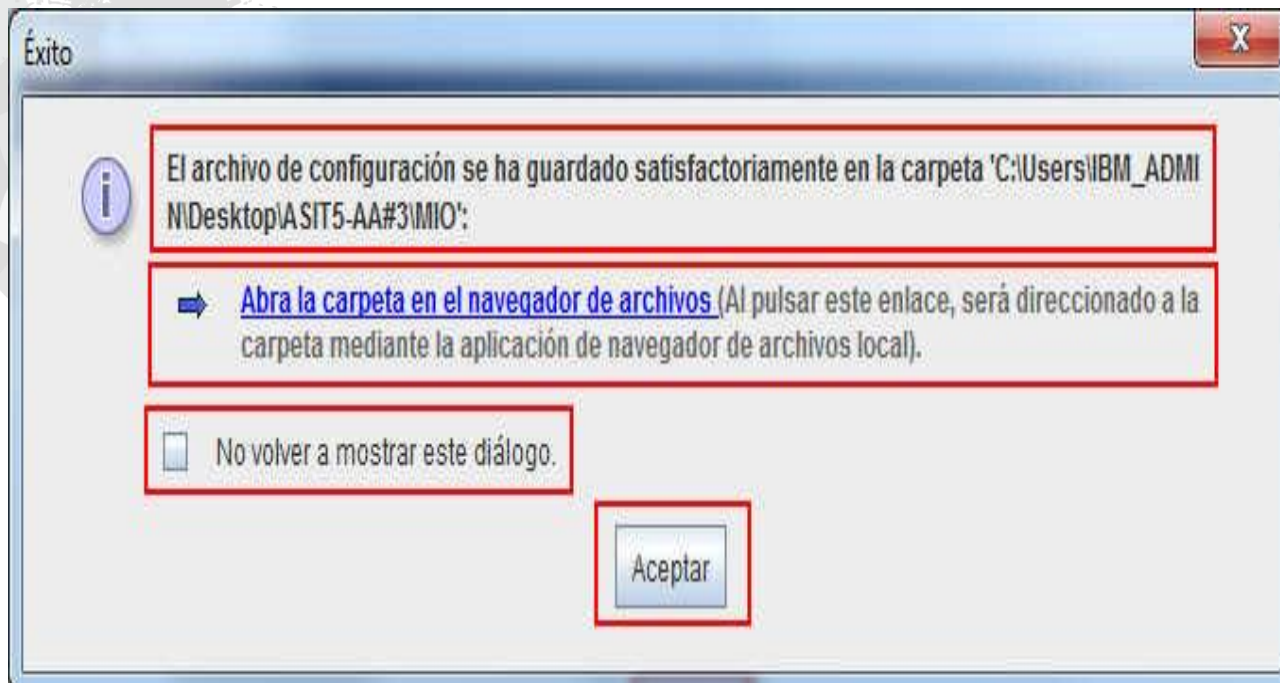 Éxito
El archivo de configuración se ha guardado satisfactoriamente en la carpeta 'C:\Users\IBM_ADMI
N\Desktop\ASIT5-AA#3\MIO':
Abra la carpeta en el navegador de archivos (Al pulsar este enlace, será direccionado a la
carpeta mediante la aplicación de navegador de archivos local).
No volver a mostrar este diálogo.
Aceptar